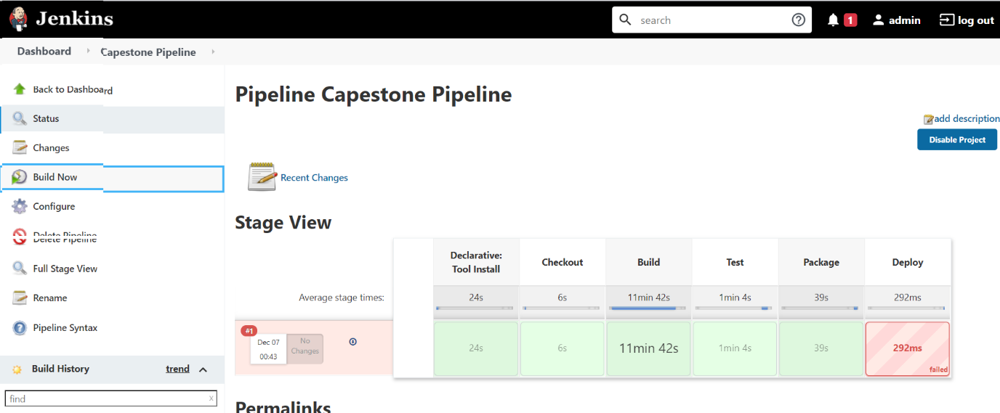 Jenkins
search
1
admin
log out
Dashboard
Capestone Pipeline
Back to Dashboard
Status
Changes
Build Now
Configure
Delete Pipeline
Full Stage View
Rename
Pipeline Syntax
Build History
trend
find
x
Pipeline Capestone Pipeline
add description
Disable Project
Recent Changes
Stage View
Declarative:
Tool Install
Checkout
Build
Test
Package
Deploy
Average stage times:
24s
6s
11min 42s
1min 4s
39s
292ms
#1
Dec 07
00:43
No
Changes
24s
6s
11min 42s
1min 4s
39s
292ms
failed
Permalinks